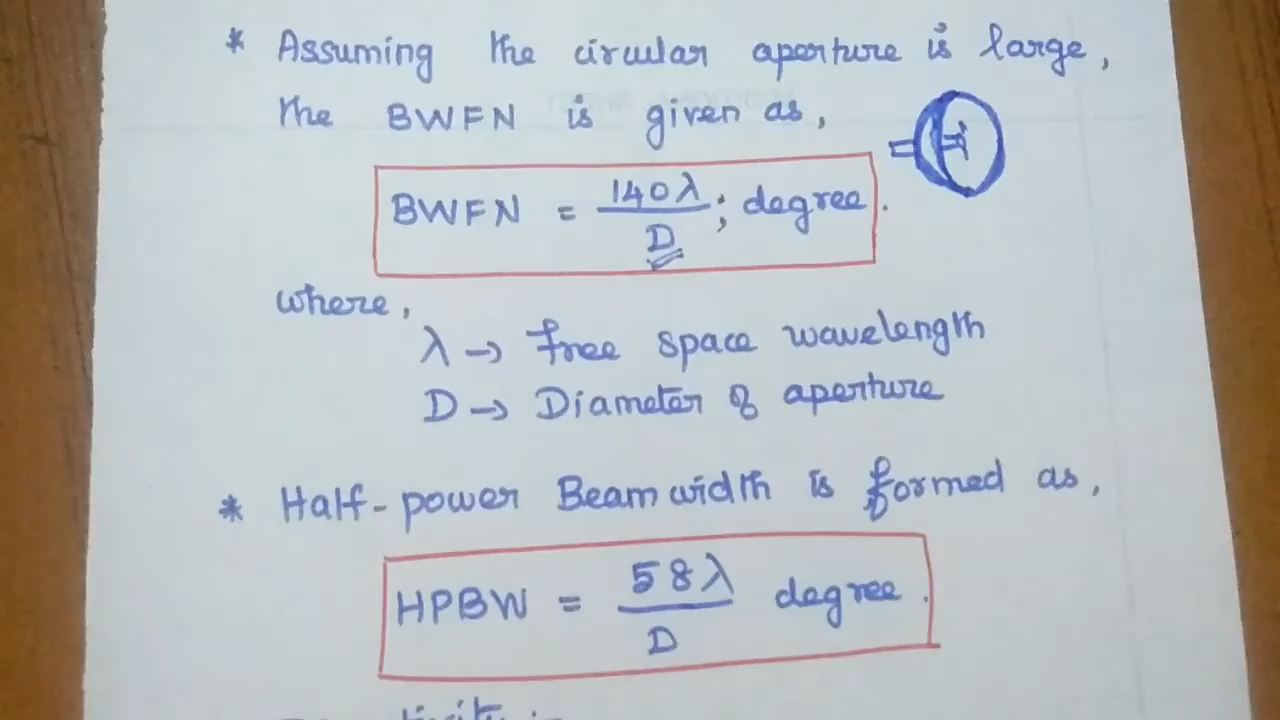 * Assuming the circular aperture is large,
the BWFN is given as,
BWFN = 140λ/D ; degree.
where,
λ → free space wavelength
D → Diameter of aperture
* Half-power Beamwidth is formed as,
HPBW = 58λ/D degree.